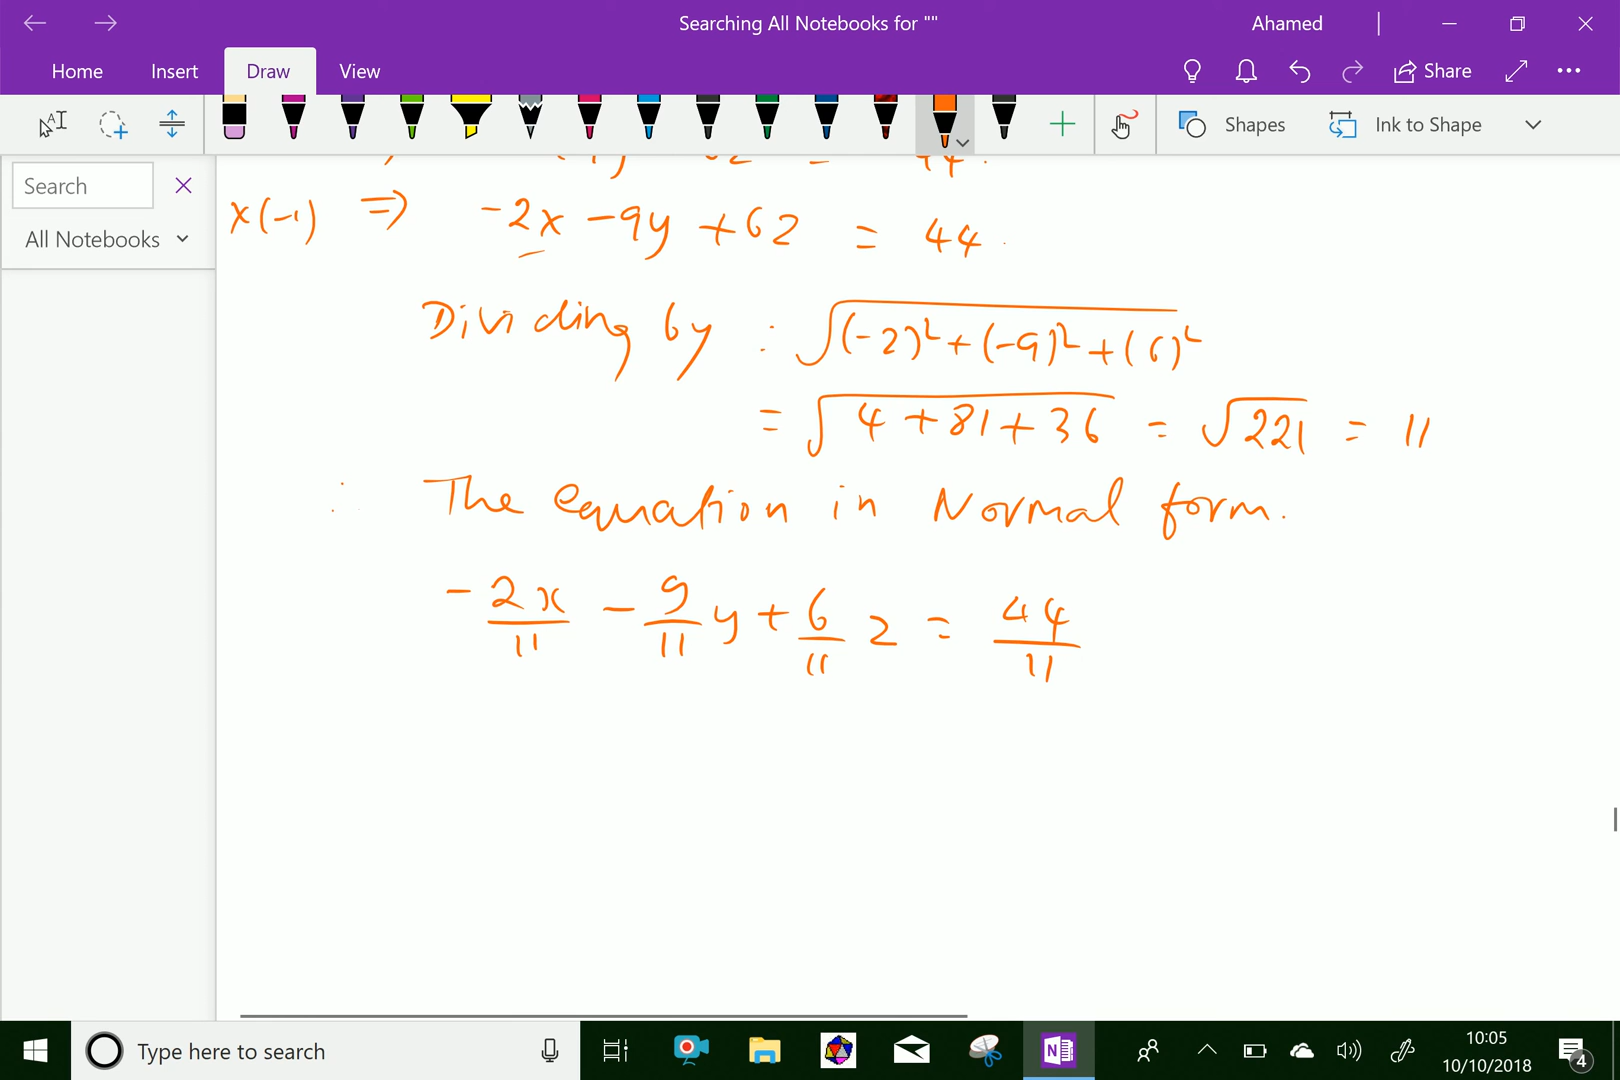 Searching All Notebooks for ""
Ahamed
Home Insert Draw View
Share
Shapes
Ink to Shape
Search
All Notebooks
= 44.
x(-1) ⇒ -2x -9y +6z = 44.
Dividing by : √(-2)² + (-9)² + (6)²
= √4 + 81 + 36 = √221 = 11
∴ The equation in Normal form.
-2x/11 - 9/11 y + 6/11 z = 44/11
Type here to search
10:05
10/10/2018
4